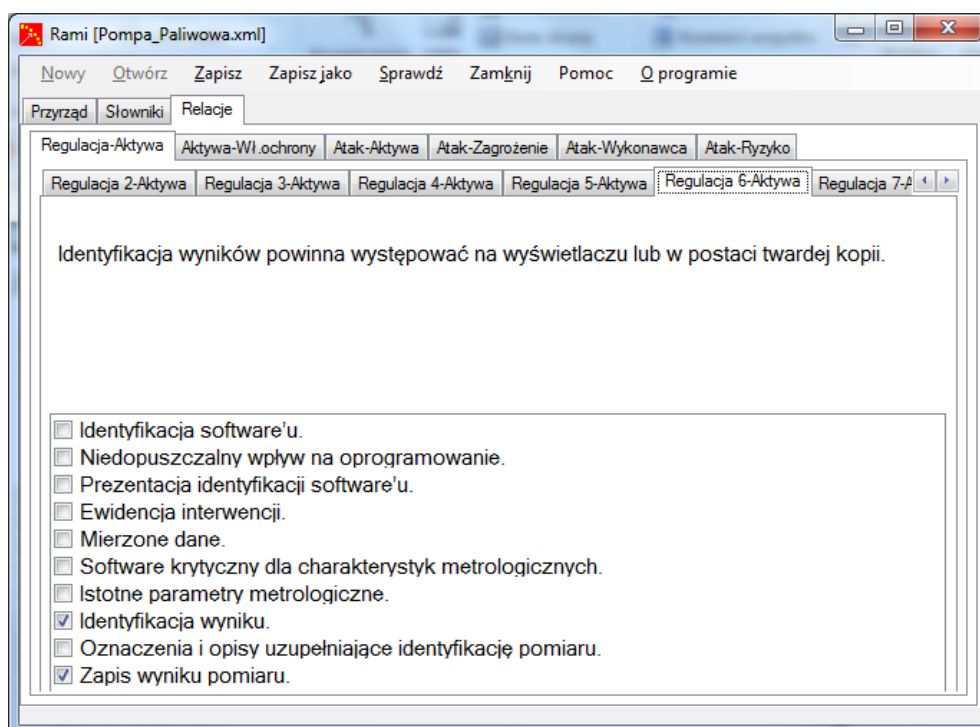 Rami [Pompa_Paliwowa.xml]
Nowy Otwórz Zapisz Zapisz jako Sprawdź Zamknij Pomoc O programie
Przyrząd Słowniki Relacje
Regulacja-Aktywa Aktywa-Wł.ochrony Atak-Aktywa Atak-Zagrożenie Atak-Wykonawca Atak-Ryzyko
Regulacja 2-Aktywa Regulacja 3-Aktywa Regulacja 4-Aktywa Regulacja 5-Aktywa Regulacja 6-Aktywa Regulacja 7-A
Identyfikacja wyników powinna występować na wyświetlaczu lub w postaci twardej kopii.
Identyfikacja software'u.
Niedopuszczalny wpływ na oprogramowanie.
Prezentacja identyfikacji software'u.
Ewidencja interwencji.
Mierzone dane.
Software krytyczny dla charakterystyk metrologicznych.
Istotne parametry metrologiczne.
Identyfikacja wyniku.
Oznaczenia i opisy uzupełniające identyfikację pomiaru.
Zapis wyniku pomiaru.